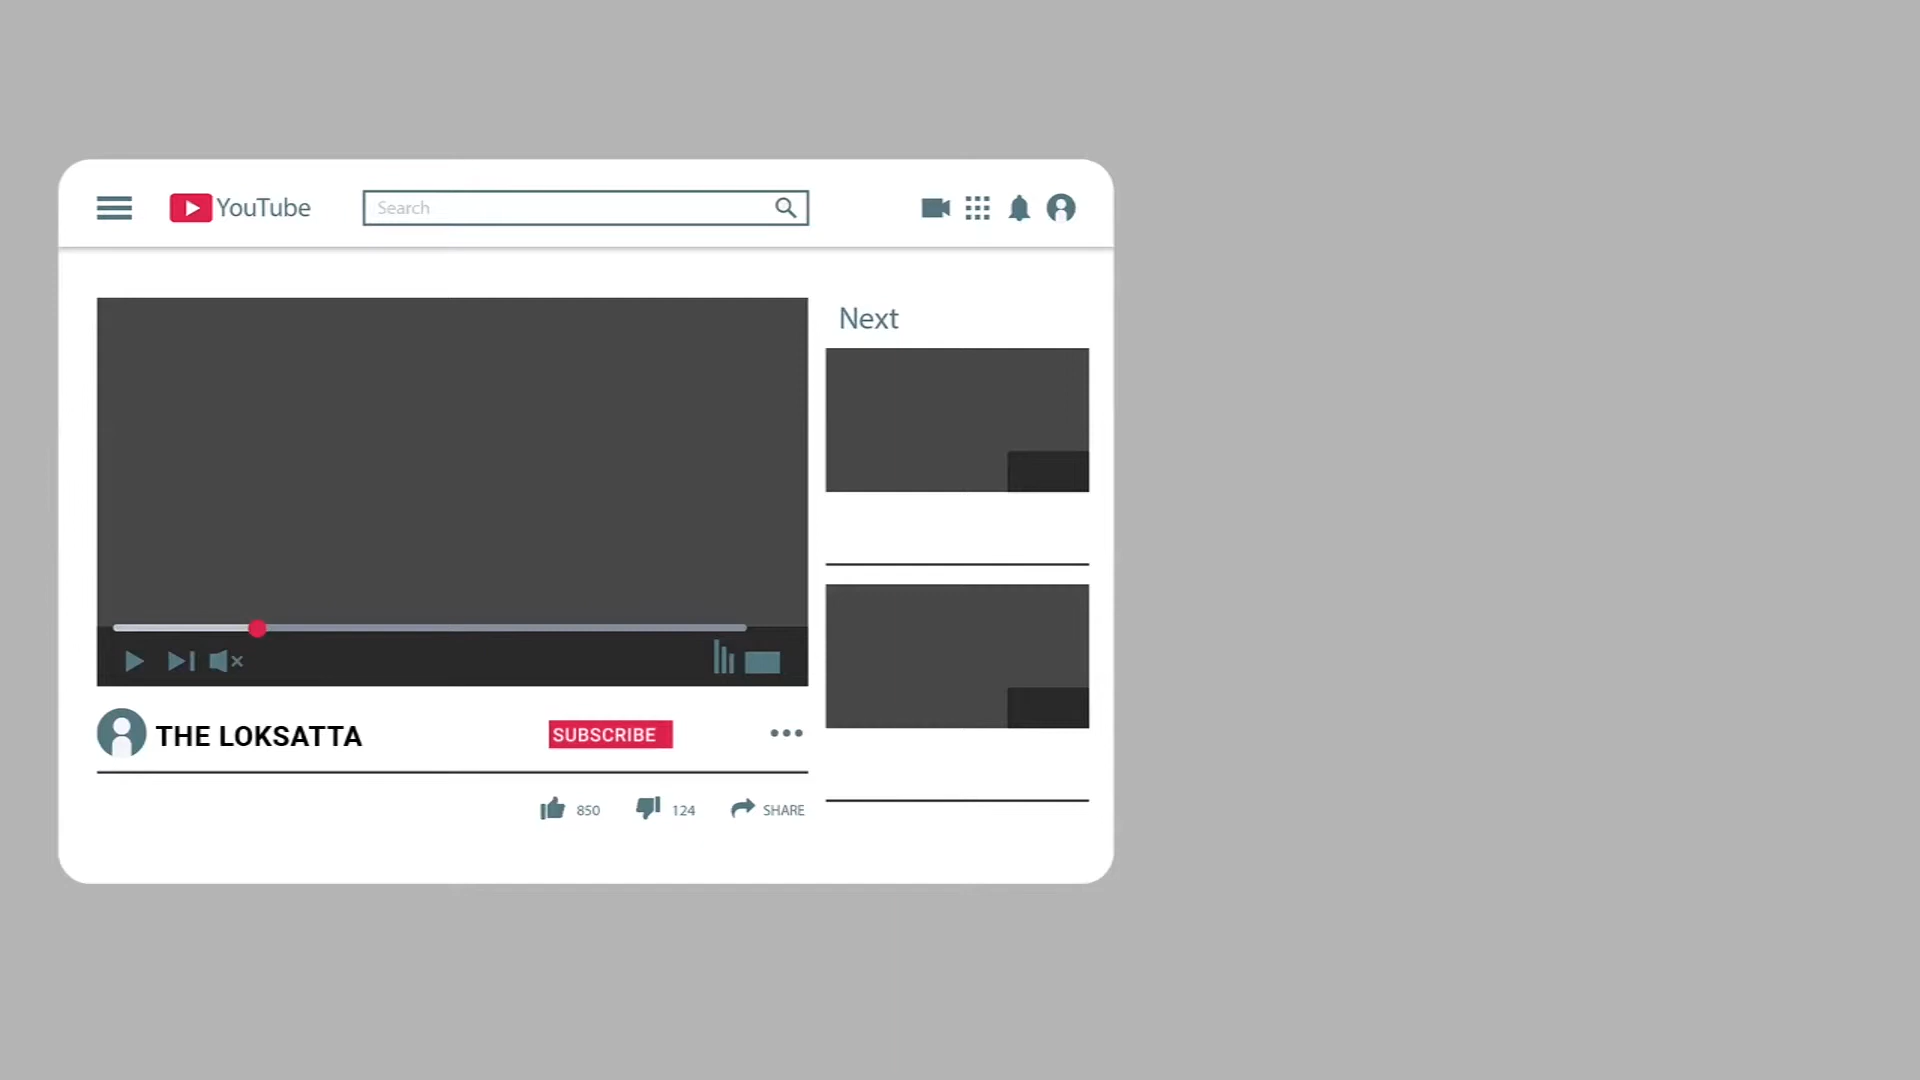 YouTube
Search
Next
THE LOKSATTA
SUBSCRIBE
850
124
SHARE